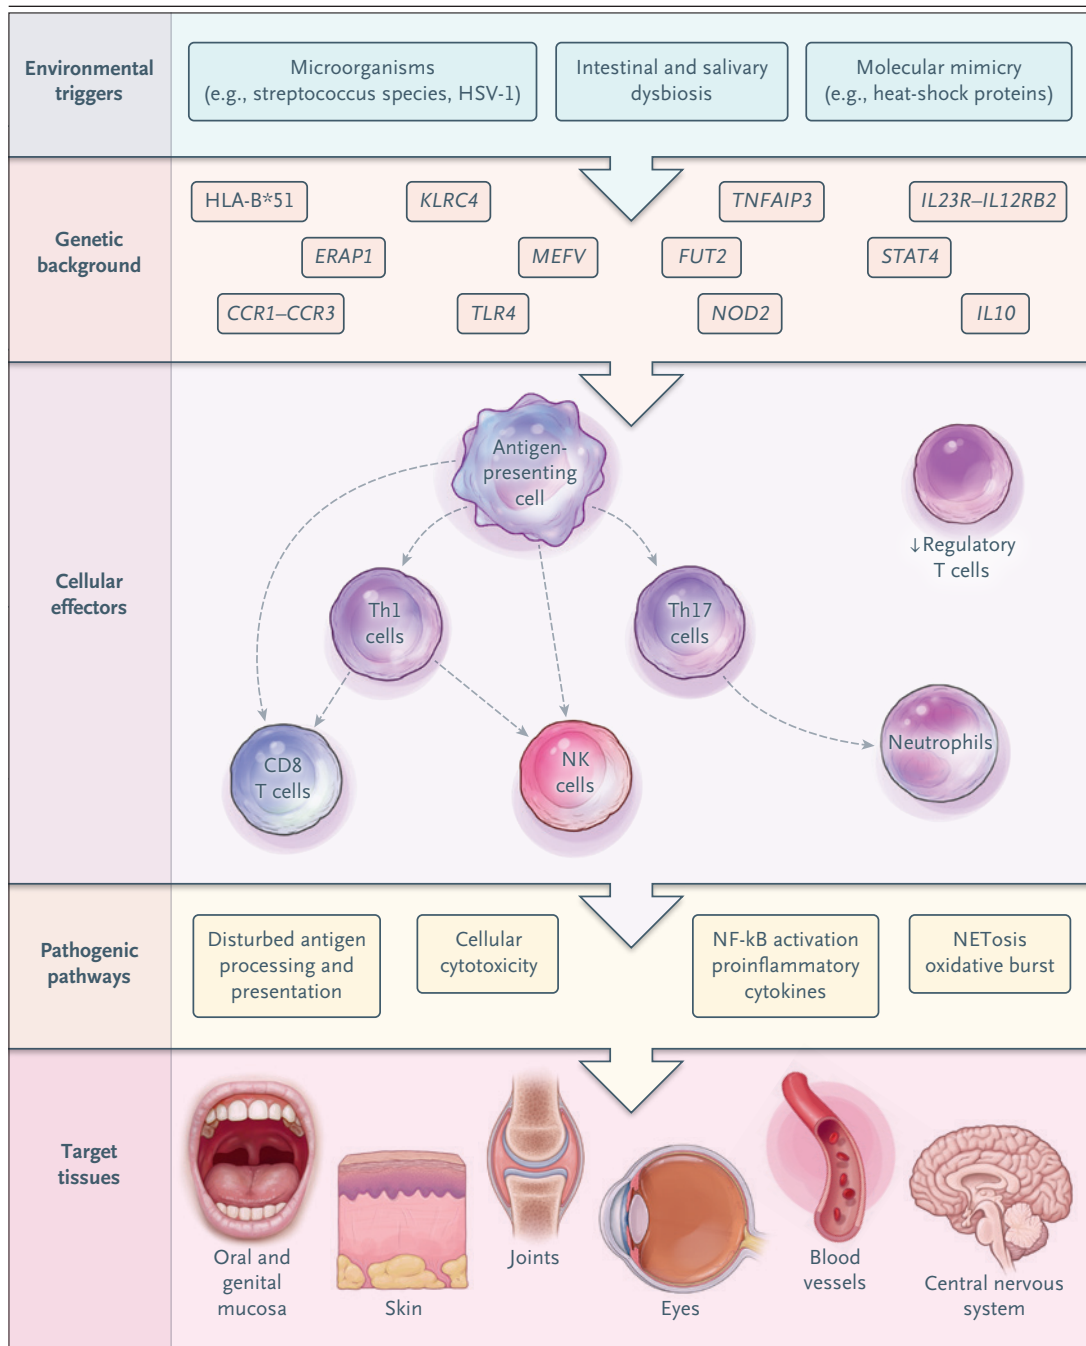 Environmental
triggers
Microorganisms
(e.g., streptococcus species, HSV-1)
Intestinal and salivary
dysbiosis
Molecular mimicry
(e.g., heat-shock proteins)
Genetic
background
HLA-B*51
KLRC4
TNFAIP3
IL23R–IL12RB2
ERAP1
MEFV
FUT2
STAT4
CCR1–CCR3
TLR4
NOD2
IL10
Cellular
effectors
Antigen-
presenting
cell
↓Regulatory
T cells
Th1
cells
Th17
cells
CD8
T cells
NK
cells
Neutrophils
Pathogenic
pathways
Disturbed antigen
processing and
presentation
Cellular
cytotoxicity
NF-kB activation
proinflammatory
cytokines
NETosis
oxidative burst
Target
tissues
Oral and
genital
mucosa
Skin
Joints
Eyes
Blood
vessels
Central nervous
system